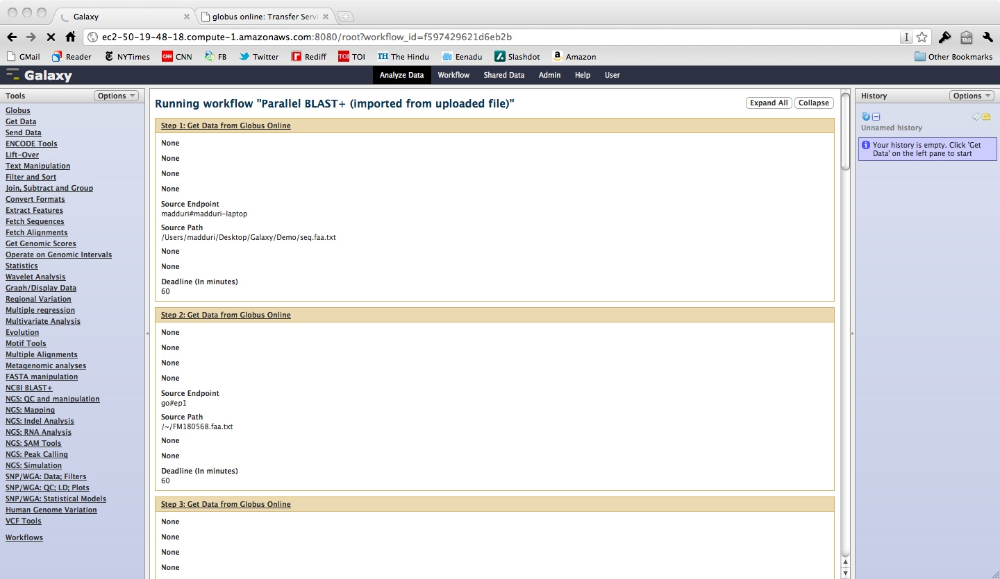 Galaxy
globus online: Transfer Servi
ec2-50-19-48-18.compute-1.amazonaws.com:8080/root?workflow_id=f597429621d6eb2b
TAG
GMail Reader NYTimes CNN CNN FB Twitter Rediff TOI TOI TH The Hindu Eenadu Slashdot a Amazon Other Bookmarks
Galaxy
Analyze Data Workflow Shared Data Admin Help User
Tools
Options
Globus
Get Data
Send Data
ENCODE Tools
Lift-Over
Text Manipulation
Filter and Sort
Join, Subtract and Group
Convert Formats
Extract Features
Fetch Sequences
Fetch Alignments
Get Genomic Scores
Operate on Genomic Intervals
Statistics
Wavelet Analysis
Graph/Display Data
Regional Variation
Multiple regression
Multivariate Analysis
Evolution
Motif Tools
Multiple Alignments
Metagenomic analyses
FASTA manipulation
NCBI BLAST+
NGS: QC and manipulation
NGS: Mapping
NGS: Indel Analysis
NGS: RNA Analysis
NGS: SAM Tools
NGS: Peak Calling
NGS: Simulation
SNP/WGA: Data; Filters
SNP/WGA: QC; LD; Plots
SNP/WGA: Statistical Models
Human Genome Variation
VCF Tools
Workflows
Running workflow "Parallel BLAST+ (imported from uploaded file)"
Expand All Collapse
Step 1: Get Data from Globus Online
None
None
None
None
Source Endpoint
madduri#madduri-laptop
Source Path
/Users/madduri/Desktop/Galaxy/Demo/seq.faa.txt
None
None
Deadline (In minutes)
60
Step 2: Get Data from Globus Online
None
None
None
None
Source Endpoint
go#ep1
Source Path
/~/FM180568.faa.txt
None
None
Deadline (In minutes)
60
Step 3: Get Data from Globus Online
None
None
None
None
History
Options
Unnamed history
Your history is empty. Click 'Get
Data' on the left pane to start